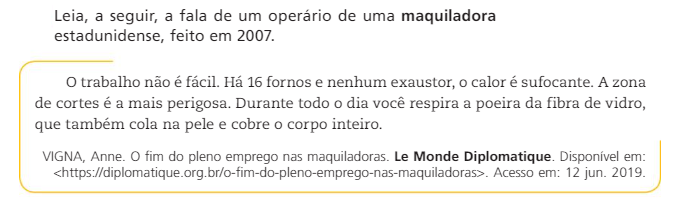 Leia, a seguir, a fala de um operário de uma maquiladora
estadunidense, feito em 2007.
O trabalho não é fácil. Há 16 fornos e nenhum exaustor, o calor é sufocante. A zona
de cortes é a mais perigosa. Durante todo o dia você respira a poeira da fibra de vidro,
que também cola na pele e cobre o corpo inteiro.
VIGNA, Anne. O fim do pleno emprego nas maquiladoras. Le Monde Diplomatique. Disponível em:
<https://diplomatique.org.br/o-fim-do-pleno-emprego-nas-maquiladoras>. Acesso em: 12 jun. 2019.